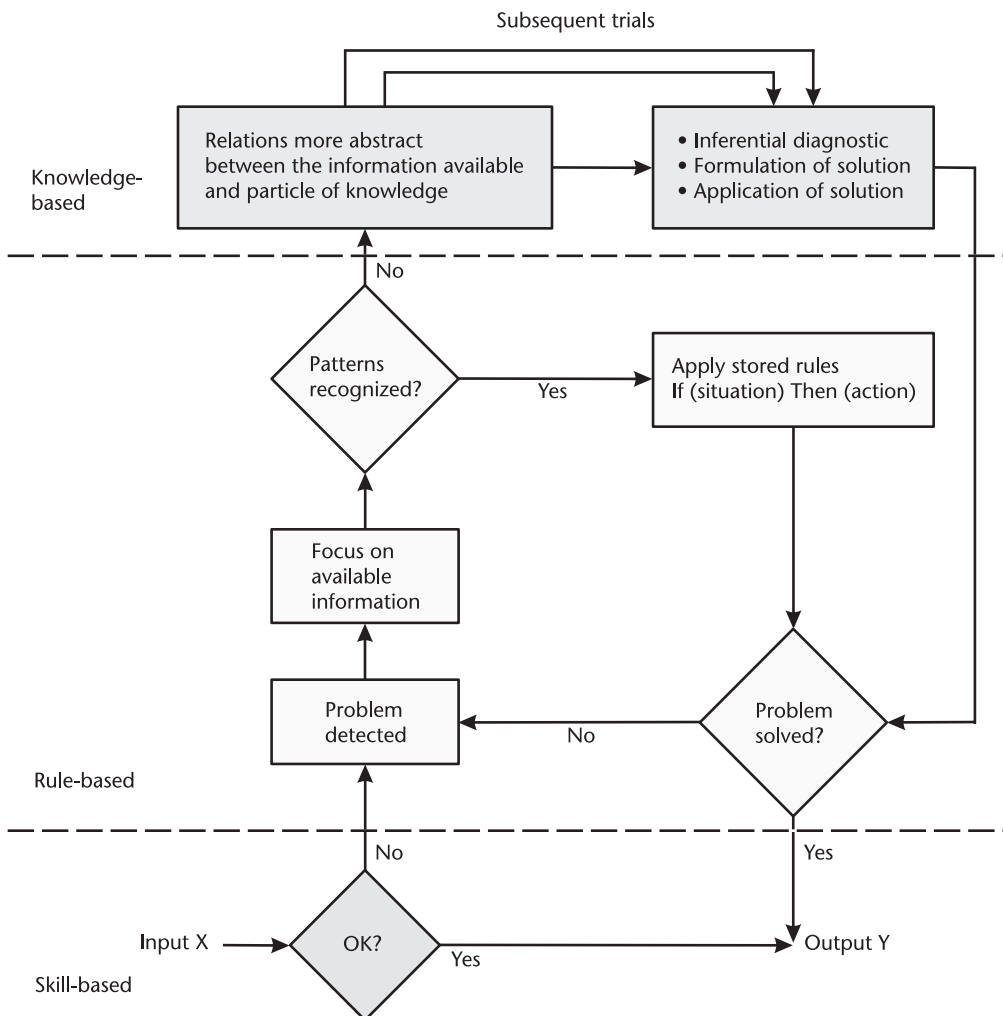 Subsequent trials
Relations more abstract
between the information available
and particle of knowledge
• Inferential diagnostic
• Formulation of solution
• Application of solution
Knowledge-
based
No
Patterns
recognized?
Yes
Apply stored rules
If (situation) Then (action)
Focus on
available
information
Problem
detected
No
Problem
solved?
Rule-based
No
Yes
Input X
OK?
Yes
Output Y
Skill-based